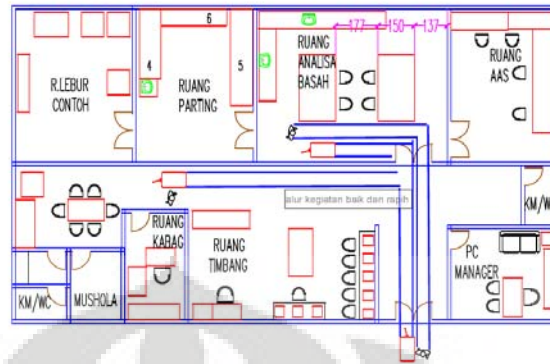 6
177
150
137
RUANG
ANALISA
BASAH
RUANG
AAS
4
5
R.LEBUR
CONTOH
RUANG
PARTING
alur kegiatan baik dan rapih
KM/WC
RUANG
KABAG
RUANG
TIMBANG
PC
MANAGER
KM/WC
MUSHOLA